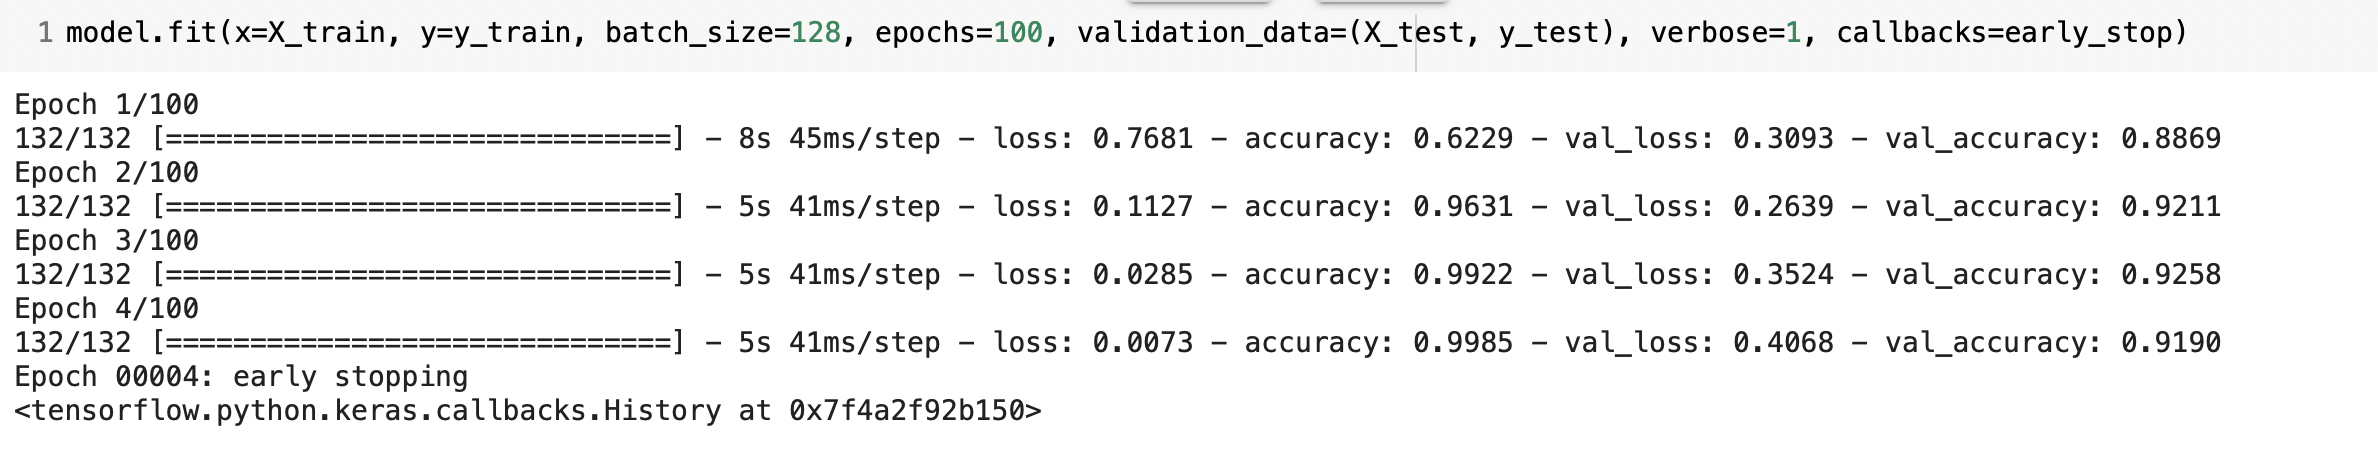 1 model.fit(x=X_train, y=y_train, batch_size=128, epochs=100, validation_data=(X_test, y_test), verbose=1, callbacks=early_stop)
Epoch 1/100
132/132 [==============================] - 8s 45ms/step - loss: 0.7681 - accuracy: 0.6229 - val_loss: 0.3093 - val_accuracy: 0.8869
Epoch 2/100
132/132 [==============================] - 5s 41ms/step - loss: 0.1127 - accuracy: 0.9631 - val_loss: 0.2639 - val_accuracy: 0.9211
Epoch 3/100
132/132 [==============================] - 5s 41ms/step - loss: 0.0285 - accuracy: 0.9922 - val_loss: 0.3524 - val_accuracy: 0.9258
Epoch 4/100
132/132 [==============================] - 5s 41ms/step - loss: 0.0073 - accuracy: 0.9985 - val_loss: 0.4068 - val_accuracy: 0.9190
Epoch 00004: early stopping
<tensorflow.python.keras.callbacks.History at 0x7f4a2f92b150>